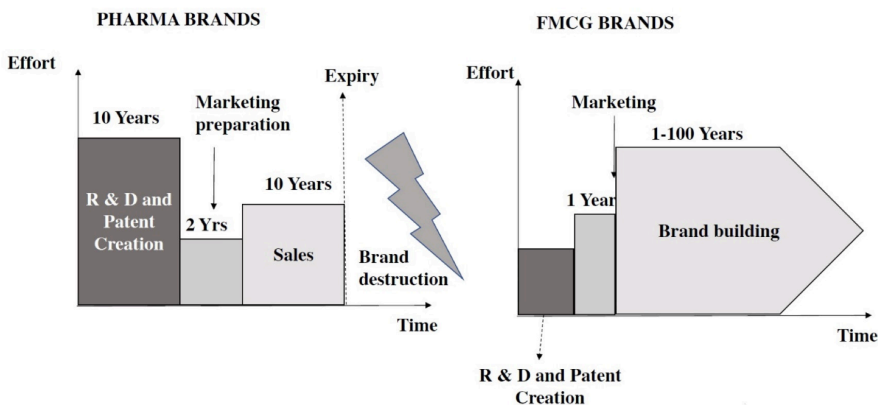 PHARMA BRANDS
Effort
10 Years
Marketing
preparation
Expiry
R & D and
Patent
Creation
2 Yrs
10 Years
Sales
Brand
destruction
Time
FMCG BRANDS
Effort
Marketing
1-100 Years
1 Year
Brand building
Time
R & D and Patent
Creation